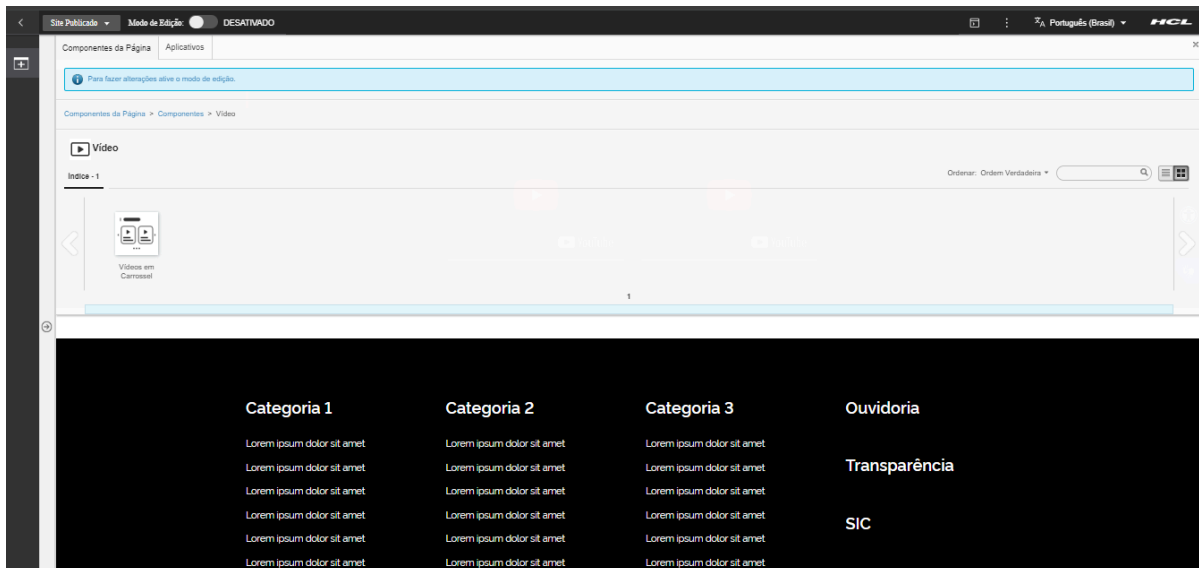 Site Publicado Modo de Edição: DESATIVADO Português (Brasil) HCL
Componentes da Página Aplicativos
Para fazer alterações ative o modo de edição.
Componentes da Página > Componentes > Vídeo
Vídeo
Índice - 1 Ordenar: Ordem Verdadeira
Vídeos em
Carrossel
1
Categoria 1 Categoria 2 Categoria 3 Ouvidoria
Lorem ipsum dolor sit amet Lorem ipsum dolor sit amet Lorem ipsum dolor sit amet
Lorem ipsum dolor sit amet Lorem ipsum dolor sit amet Lorem ipsum dolor sit amet Transparência
Lorem ipsum dolor sit amet Lorem ipsum dolor sit amet Lorem ipsum dolor sit amet
Lorem ipsum dolor sit amet Lorem ipsum dolor sit amet Lorem ipsum dolor sit amet SIC
Lorem ipsum dolor sit amet Lorem ipsum dolor sit amet Lorem ipsum dolor sit amet
Lorem ipsum dolor sit amet Lorem ipsum dolor sit amet Lorem ipsum dolor sit amet